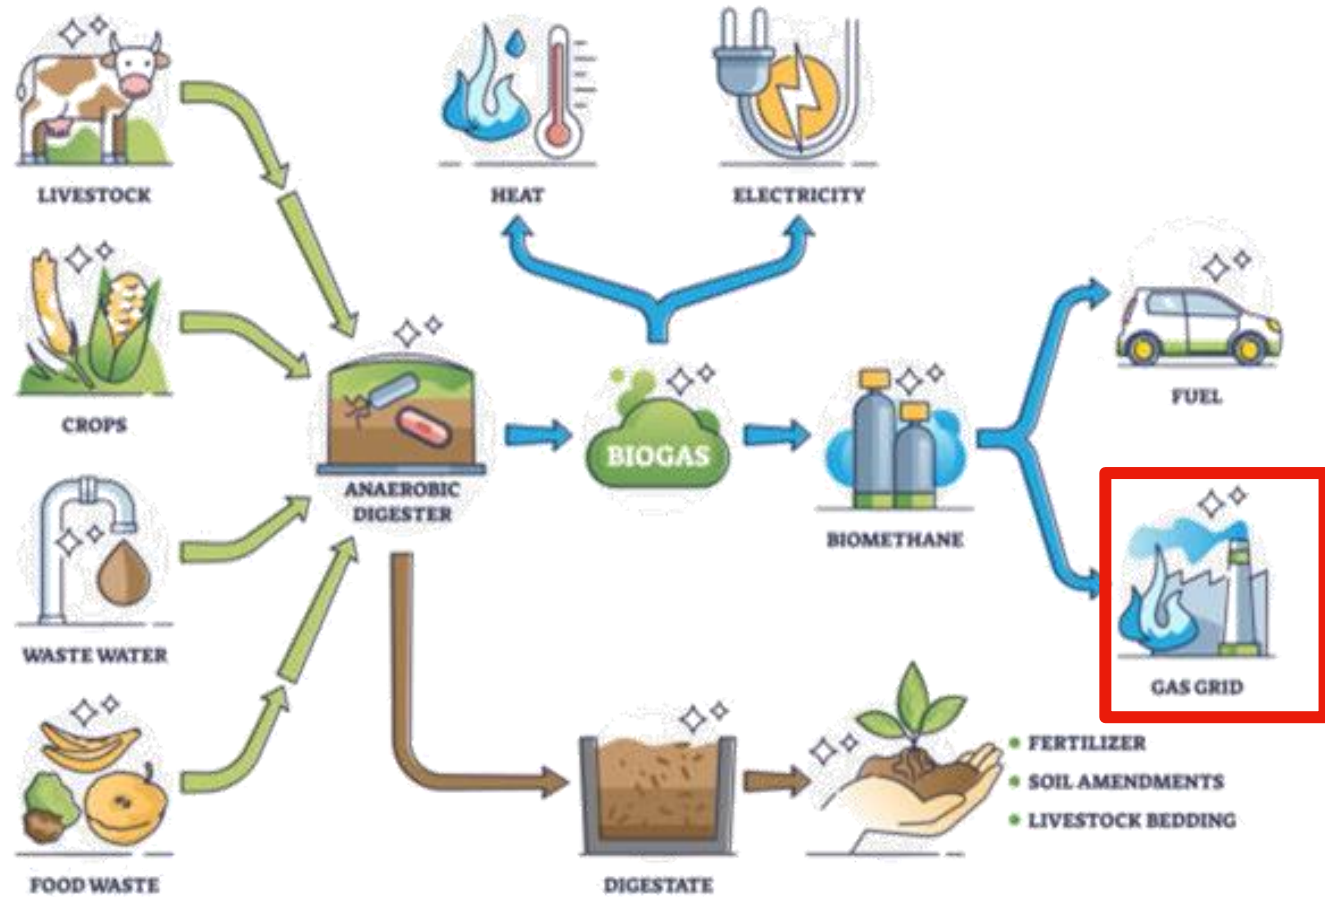 LIVESTOCK
HEAT
ELECTRICITY
CROPS
FUEL
BIOGAS
ANAEROBIC
DIGESTER
BIOMETHANE
WASTE WATER
GAS GRID
FERTILIZER
SOIL AMENDMENTS
LIVESTOCK BEDDING
FOOD WASTE
DIGESTATE